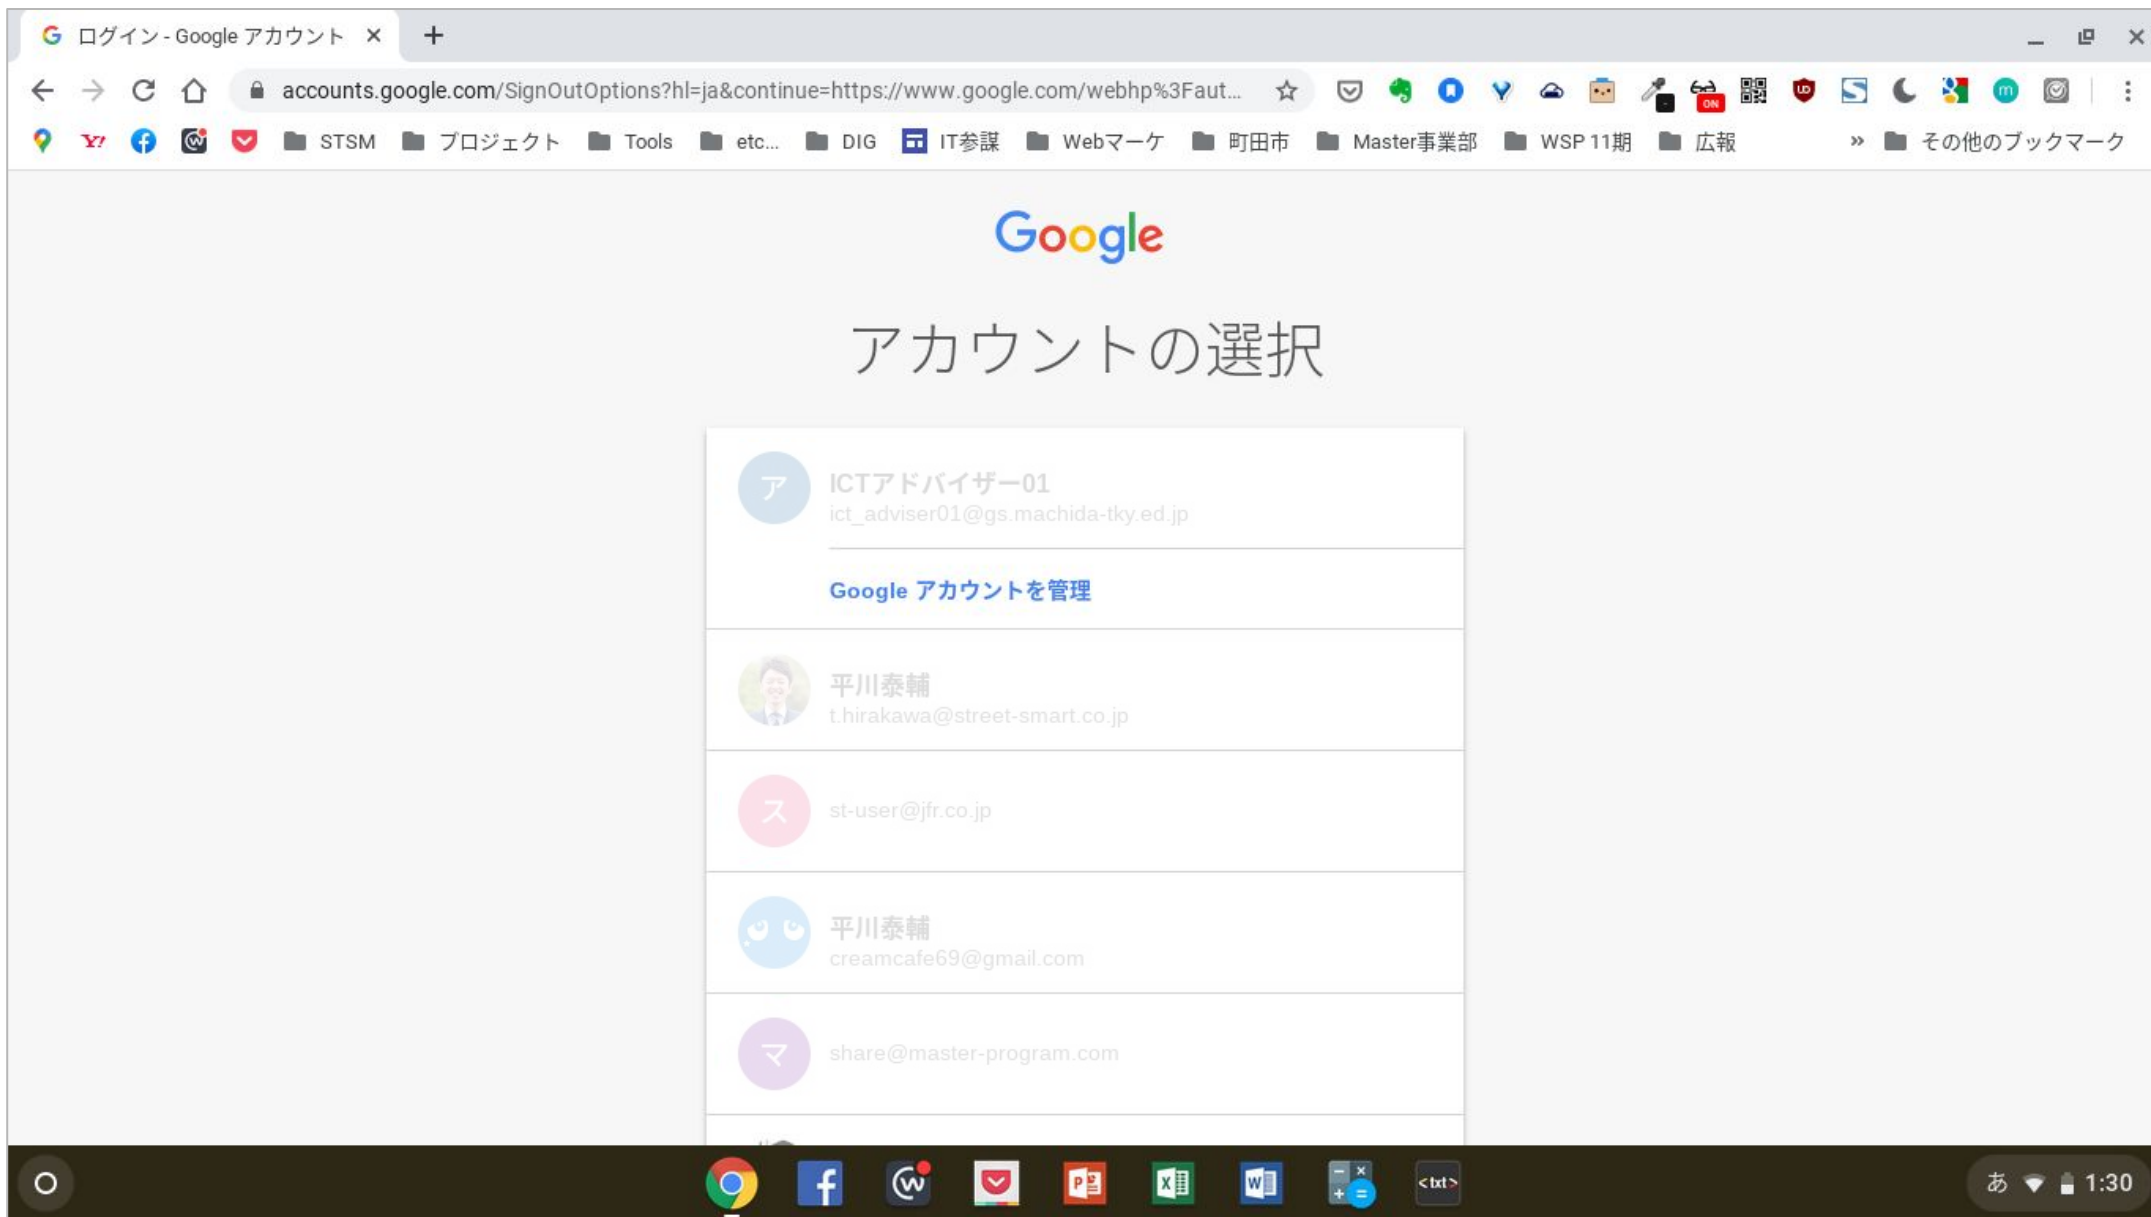 ログイン - Google アカウント
accounts.google.com/SignOutOptions?hl=ja&continue=https://www.google.com/webhp%3Faut...
ON
STSM プロジェクト Tools etc... DIG IT参謀 Webマーケ 町田市 Master事業部 WSP 11期 広報 » その他のブックマーク
Google
アカウントの選択
ア
ICTアドバイザー01
ict_adviser01@gs.machida-tky.ed.jp
Google アカウントを管理
平川泰輔
t.hirakawa@street-smart.co.jp
ス
st-user@jfr.co.jp
平川泰輔
creamcafe69@gmail.com
マ
share@master-program.com
<txt>
あ 1:30